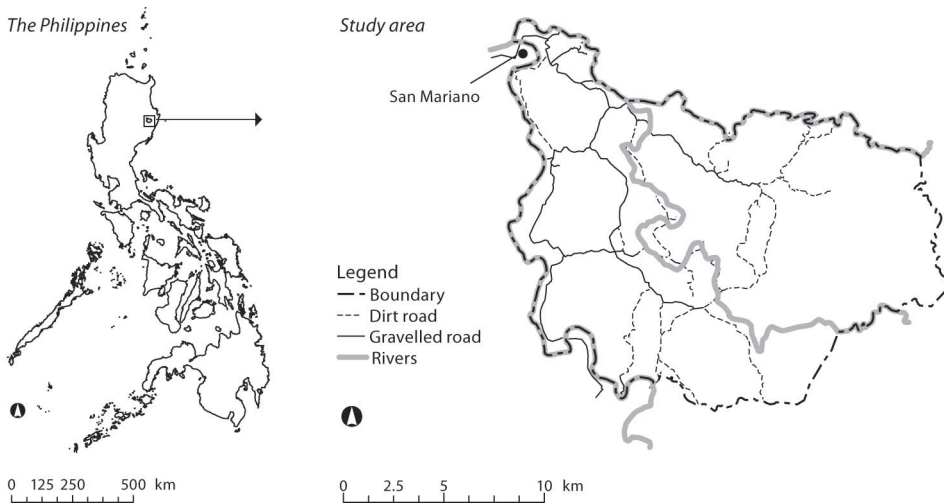 The Philippines
Study area
San Mariano
Legend
Boundary
Dirt road
Gravelled road
Rivers
0 125 250 500 km
0 2.5 5 10 km